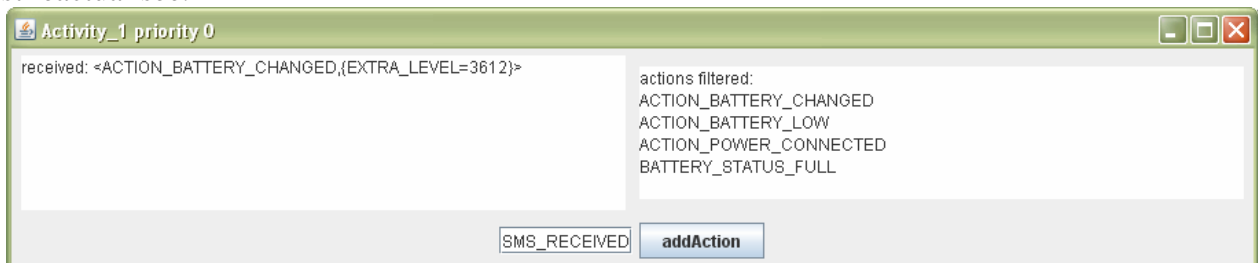 Activity_1 priority 0
received: <ACTION_BATTERY_CHANGED,{EXTRA_LEVEL=3612}>
actions filtered:
ACTION_BATTERY_CHANGED
ACTION_BATTERY_LOW
ACTION_POWER_CONNECTED
BATTERY_STATUS_FULL
SMS_RECEIVED addAction